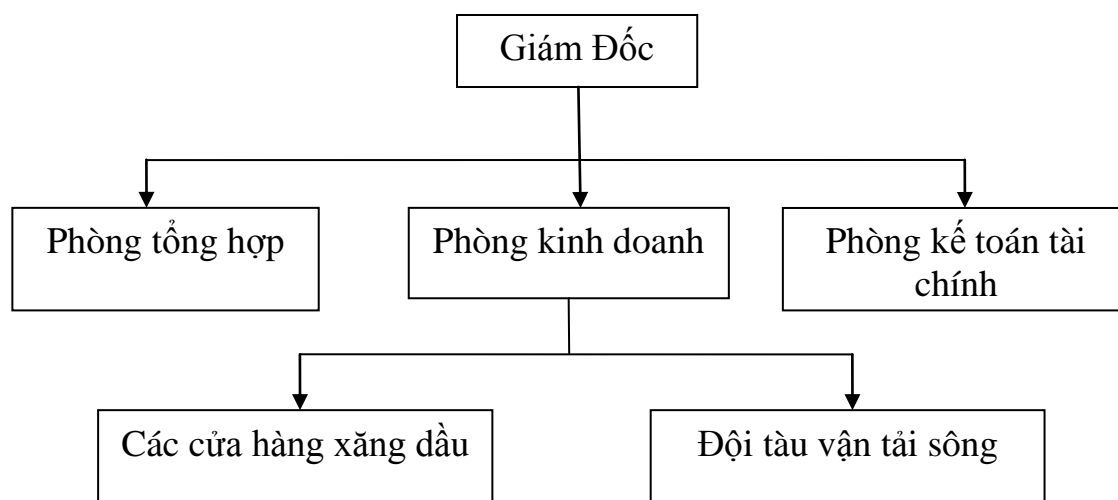 Giám Đốc
Phòng tổng hợp
Phòng kinh doanh
Phòng kế toán tài
chính
Các cửa hàng xăng dầu
Đội tàu vận tải sông